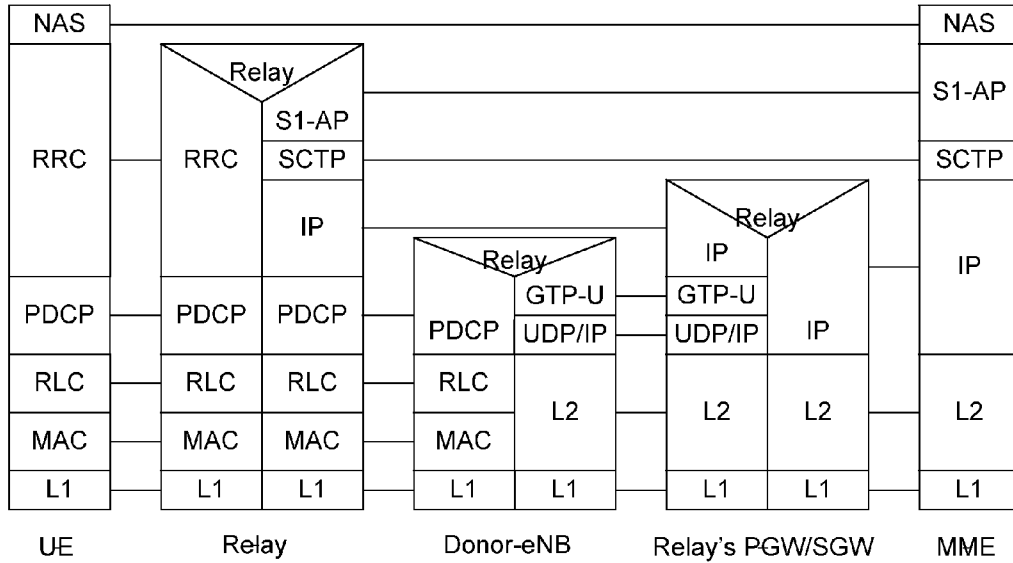 NAS
NAS
Relay
S1-AP
S1-AP
RRC
RRC
SCTP
SCTP
IP
Relay
IP
Relay
IP
GTP-U
GTP-U
PDCP
PDCP
PDCP
PDCP
UDP/IP
UDP/IP
IP
RLC
RLC
RLC
RLC
L2
L2
L2
L2
MAC
MAC
MAC
MAC
L1
L1
L1
L1
L1
L1
L1
L1
UE
Relay
Donor-eNB
Relay's PGW/SGW
MME